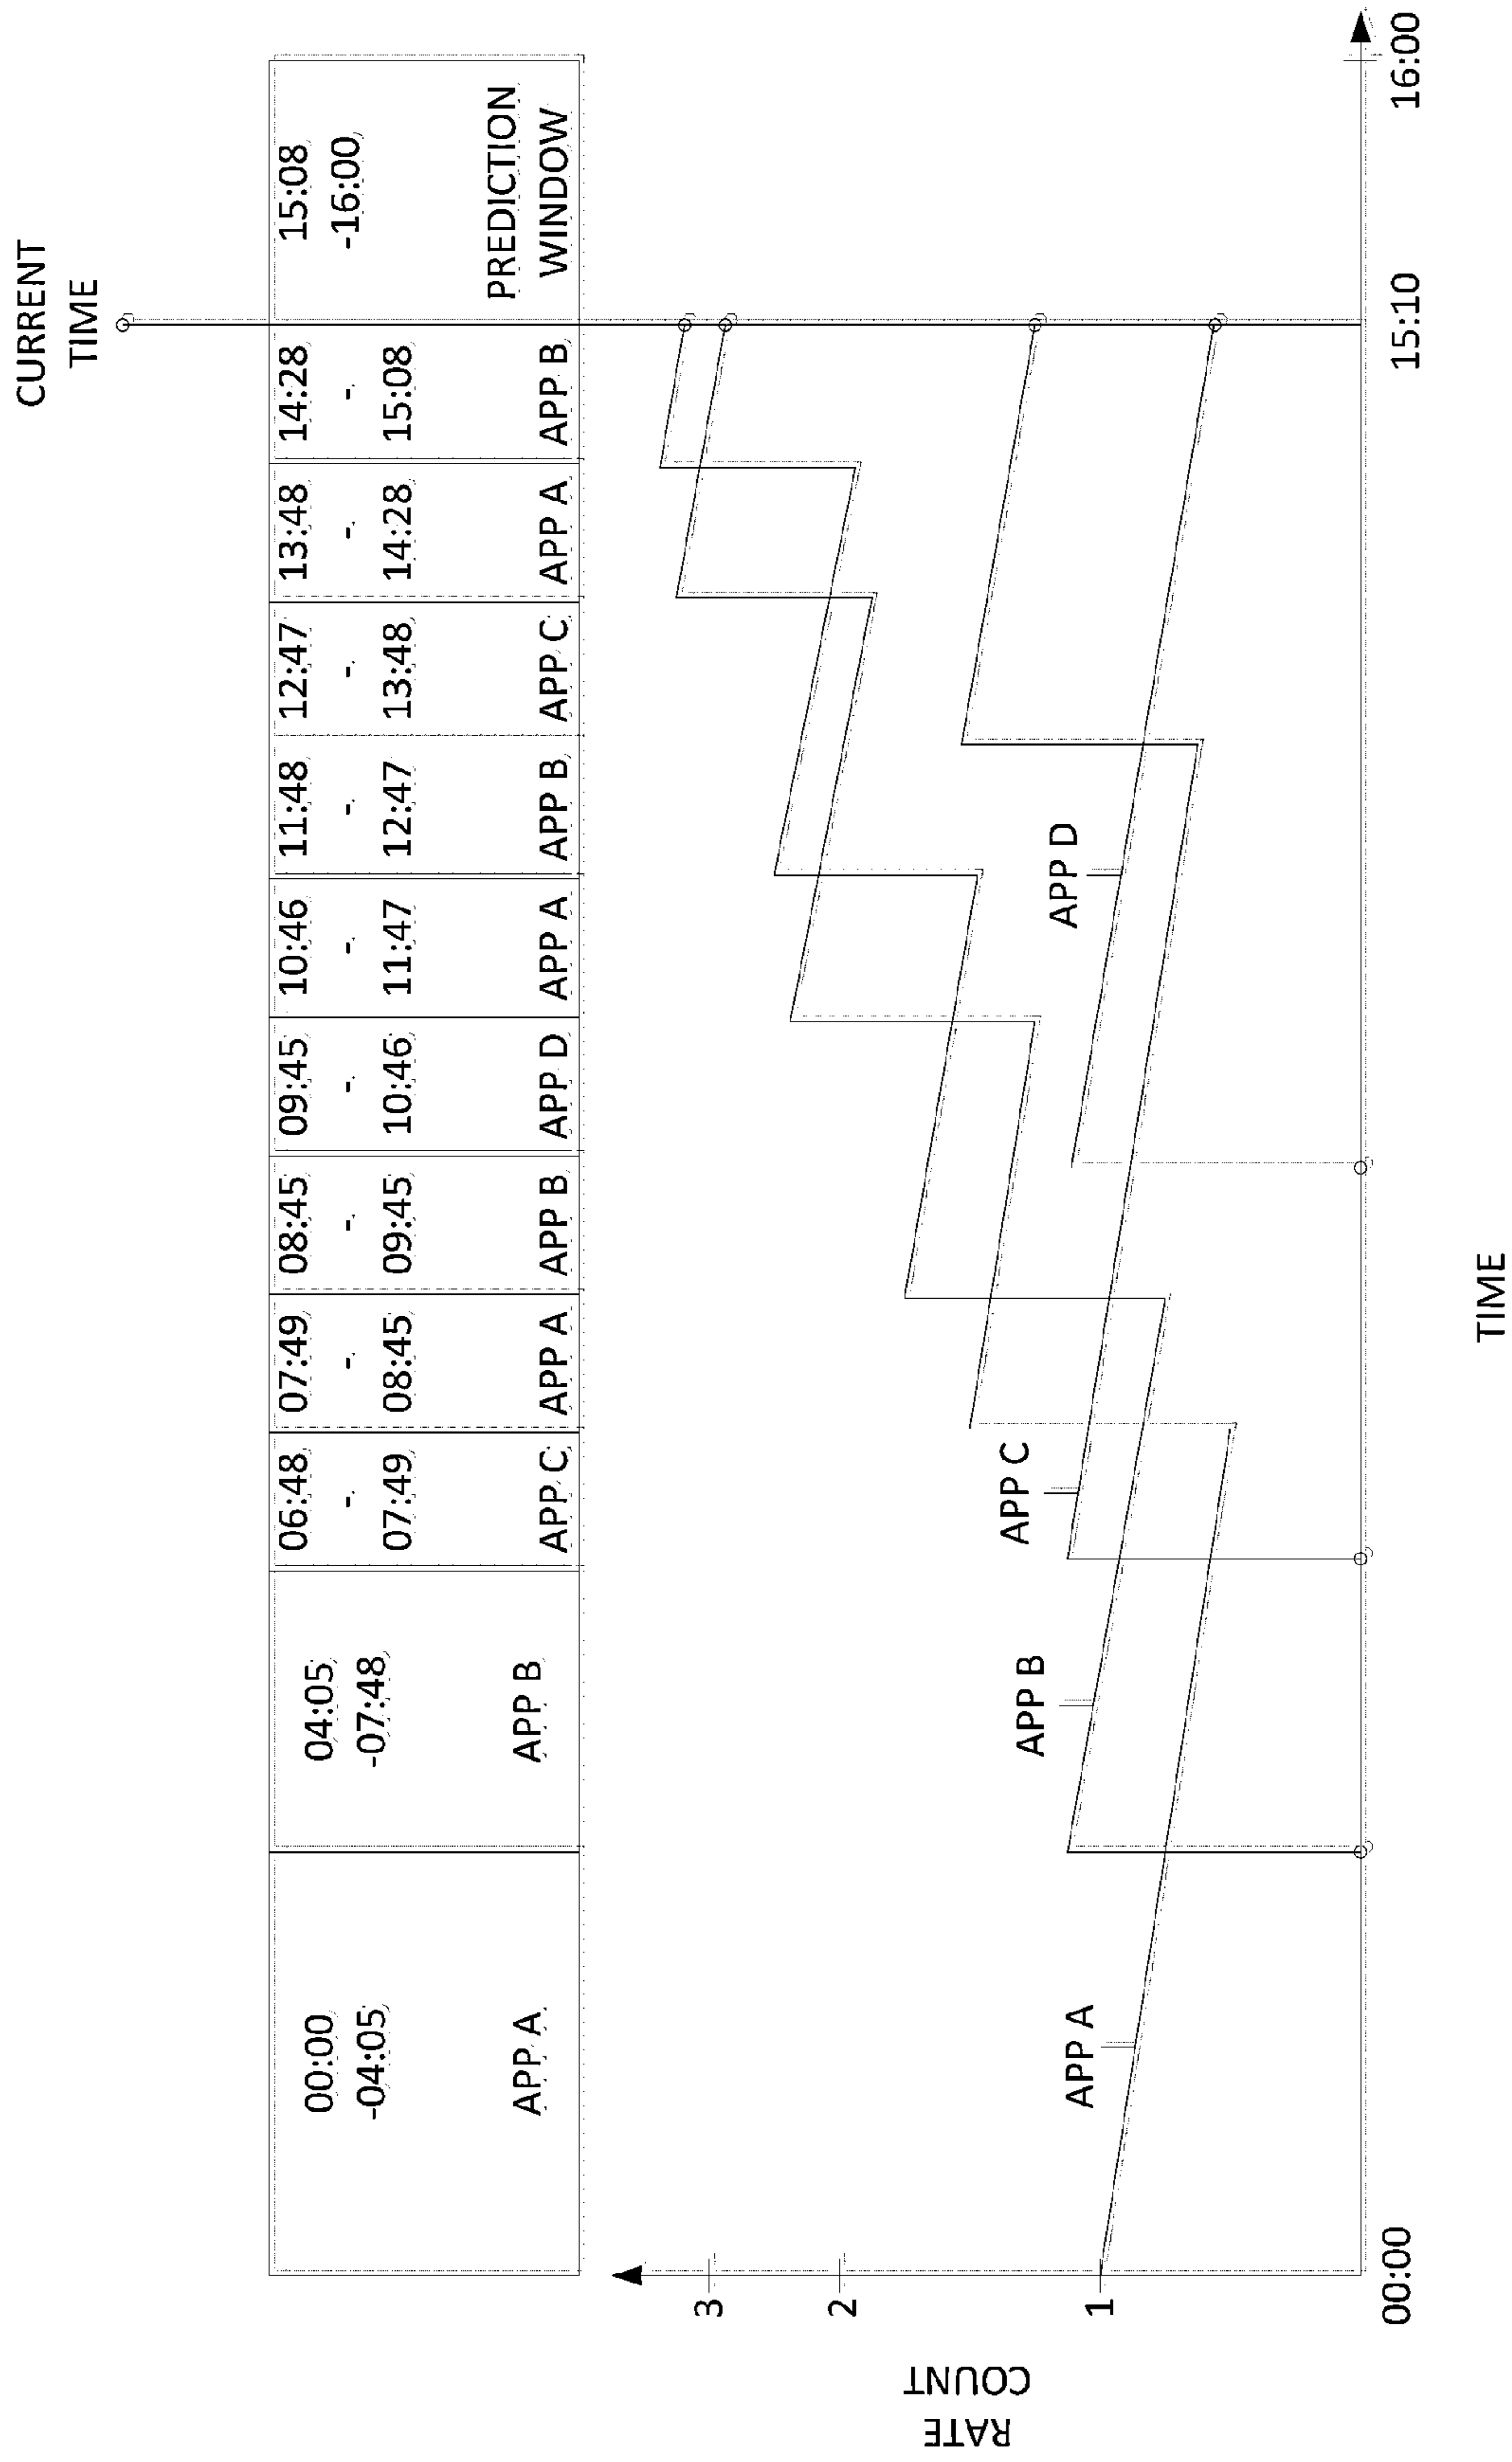 CURRENT
TIME
00:00
-04:05
APP A
04:05
-07:48
APP B
06:48
-
07:49
APP C
07:49
-
08:45
APP A
08:45
-
09:45
APP B
09:45
-
10:46
APP D
10:46
-
11:47
APP A
11:48
-
12:47
APP B
12:47
-
13:48
APP C
13:48
-
14:28
APP A
14:28
-
15:08
APP B
15:08
-16:00
PREDICTION
WINDOW
RATE
COUNT
3
2
1
APP A
APP B
APP C
APP D
00:00
15:10
16:00
TIME